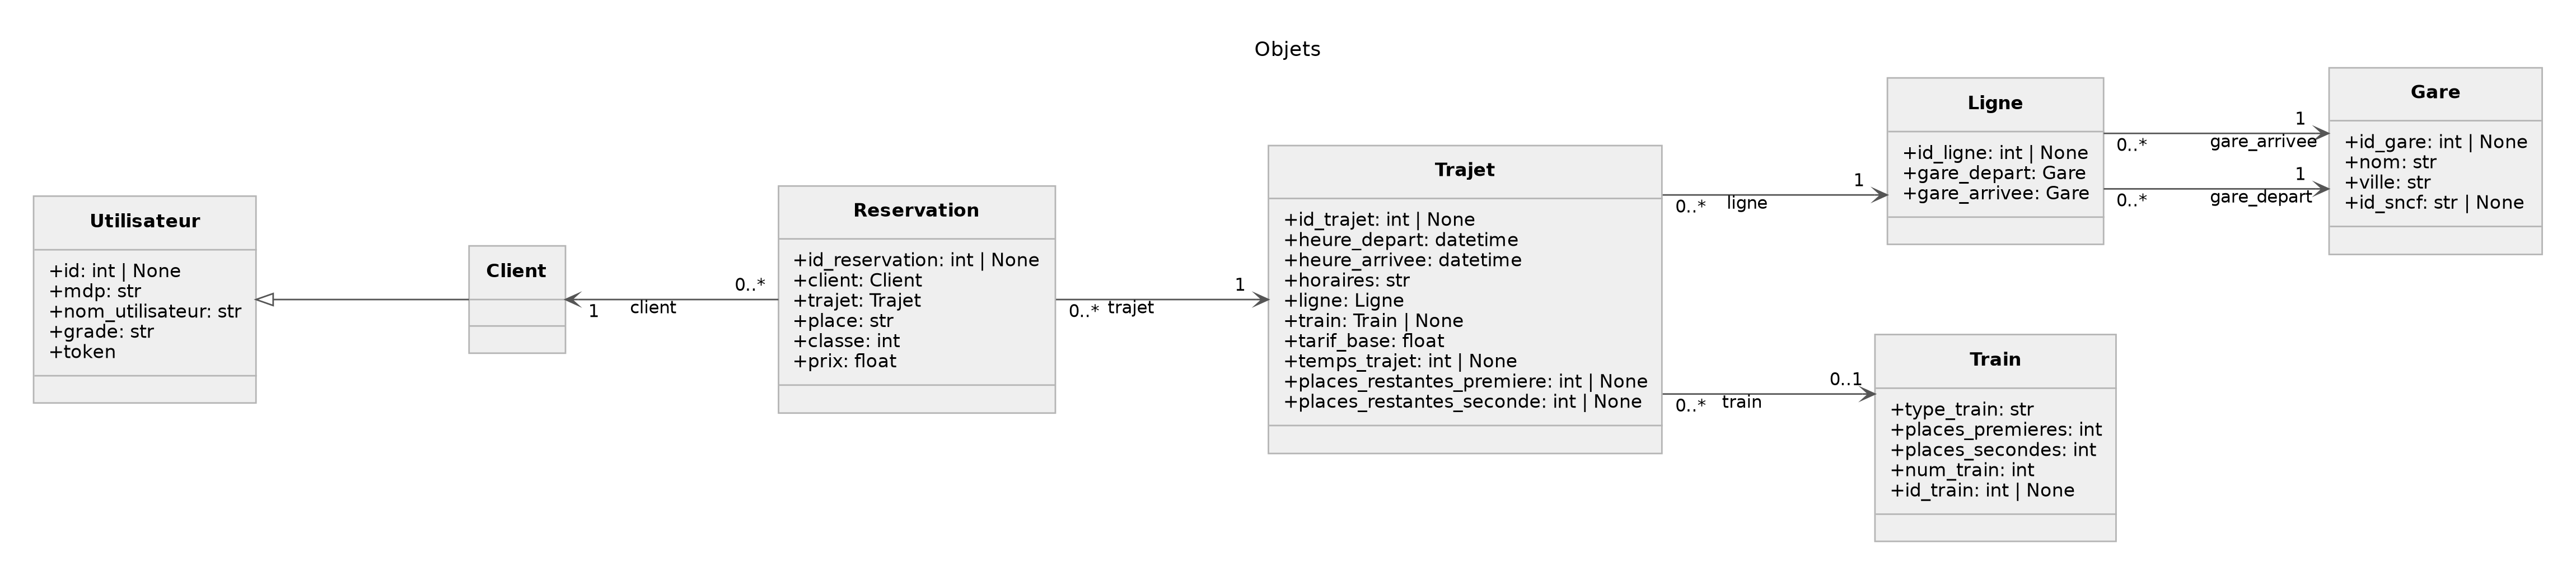 Objets
Utilisateur
+id: int | None
+mdp: str
+nom_utilisateur: str
+grade: str
+token
Client
1
client
0..*
Reservation
+id_reservation: int | None
+client: Client
+trajet: Trajet
+place: str
+classe: int
+prix: float
0..*
trajet
1
Trajet
+id_trajet: int | None
+heure_depart: datetime
+heure_arrivee: datetime
+horaires: str
+ligne: Ligne
+train: Train | None
+tarif_base: float
+temps_trajet: int | None
+places_restantes_premiere: int | None
+places_restantes_seconde: int | None
0..*
ligne
1
0..*
train
0..1
Ligne
+id_ligne: int | None
+gare_depart: Gare
+gare_arrivee: Gare
0..*
gare_arrivee
1
0..*
gare_depart
1
Gare
+id_gare: int | None
+nom: str
+ville: str
+id_sncf: str | None
Train
+type_train: str
+places_premieres: int
+places_secondes: int
+num_train: int
+id_train: int | None